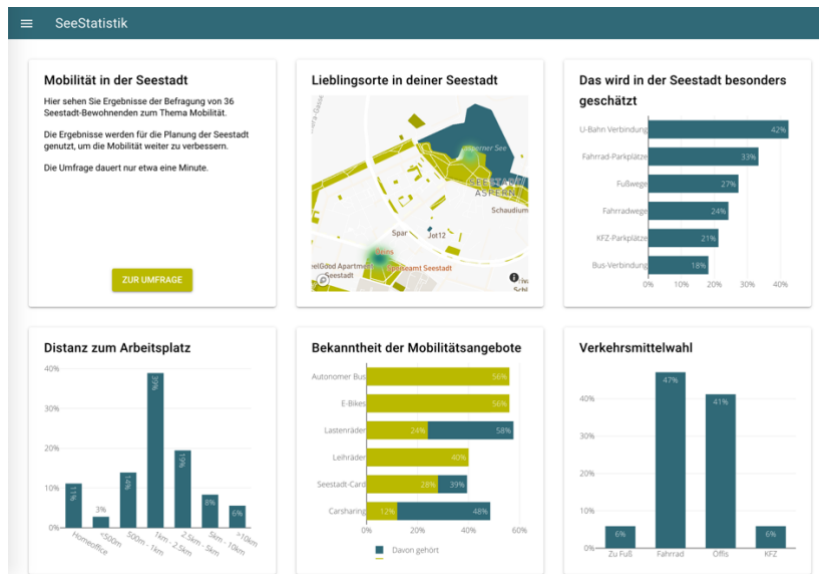 SeeStatistik
Mobilität in der Seestadt
Hier sehen Sie Ergebnisse der Befragung von 36
Seestadt-Bewohnenden zum Thema Mobilität.
Die Ergebnisse werden für die Planung der Seestadt
genutzt, um die Mobilität weiter zu verbessern.
Die Umfrage dauert nur etwa eine Minute.
ZUR UMFRAGE
Lieblingsorte in deiner Seestadt
SEESTADT
ASPERN
Schaudium
Spar
Jot12
Speiseamt Seestadt
Seestadt
Das wird in der Seestadt besonders
geschätzt
U-Bahn Verbindung 42%
Fahrrad-Parkplätze 33%
Fußwege 27%
Fahrradwege 24%
KFZ-Parkplätze 21%
Bus-Verbindung 18%
0% 10% 20% 30% 40%
Distanz zum Arbeitsplatz
40%
30%
20%
10%
0%
11% 3% 14% 39% 19% 8% 6%
Homeoffice <500m 500m - 1km 1km - 2.5km 2.5km - 5km 5km - 10km >10km
Bekanntheit der Mobilitätsangebote
Autonomer Bus 56%
E-Bikes 56%
Lastenräder 24% 58%
Leihräder 40%
Seestadt-Card 28% 39%
Carsharing 12% 48%
0% 20% 40% 60%
Davon gehört
Verkehrsmittelwahl
40%
30%
20%
10%
0%
6% 47% 41% 6%
Zu Fuß Fahrrad Öffis KFZ